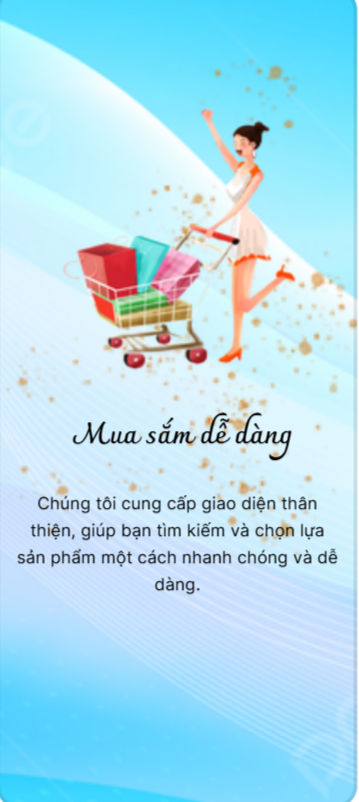 Mua sắm dễ dàng
Chúng tôi cung cấp giao diện thân
thiện, giúp bạn tìm kiếm và chọn lựa
sản phẩm một cách nhanh chóng và dễ
dàng.